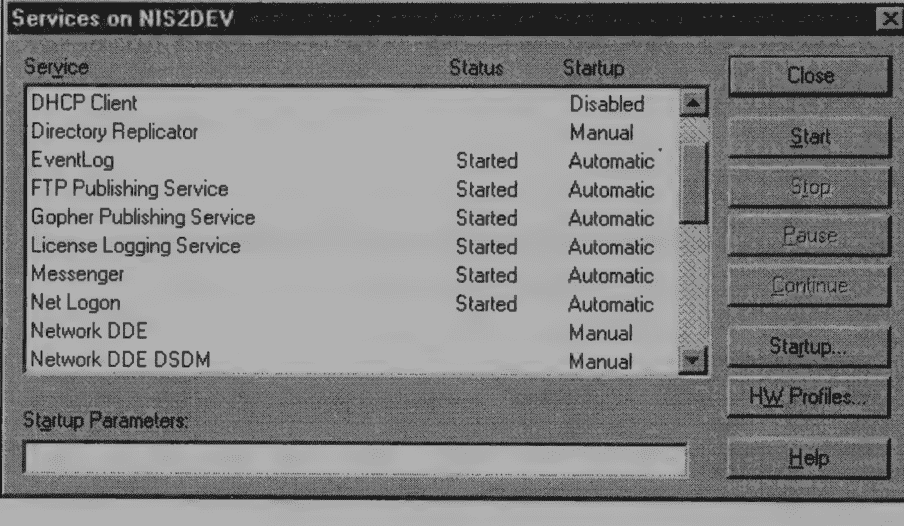 Services on NIS2DEV
Service Status Startup
DHCP Client Disabled
Directory Replicator Manual
EventLog Started Automatic
FTP Publishing Service Started Automatic
Gopher Publishing Service Started Automatic
License Logging Service Started Automatic
Messenger Started Automatic
Net Logon Started Automatic
Network DDE Manual
Network DDE DSDM Manual
Startup Parameters:
Close
Start
Stop
Pause
Continue
Startup...
HW Profiles...
Help